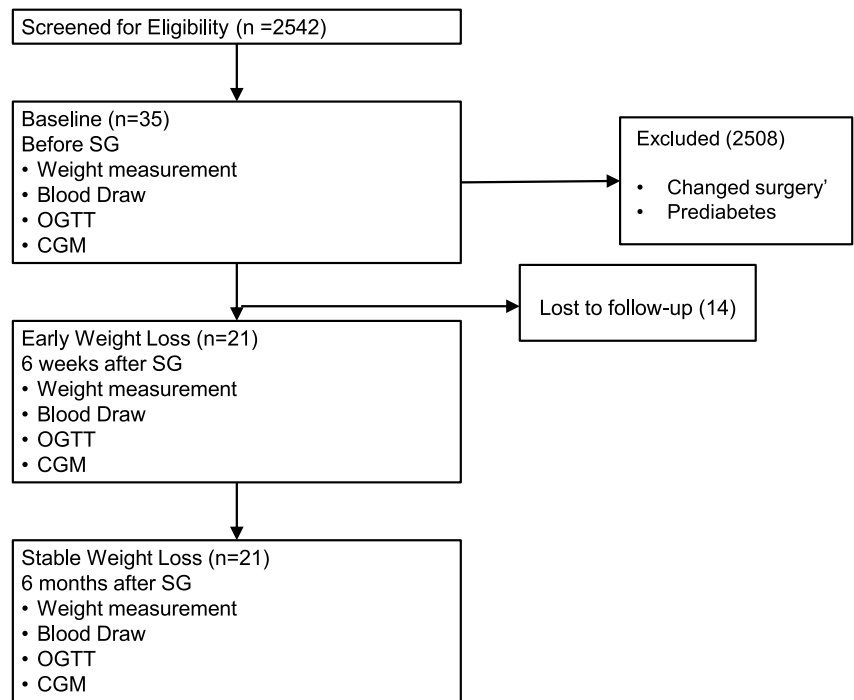 Screened for Eligibility (n =2542)
Baseline (n=35)
Before SG
• Weight measurement
• Blood Draw
• OGTT
• CGM
Excluded (2508)
• Changed surgery'
• Prediabetes
Lost to follow-up (14)
Early Weight Loss (n=21)
6 weeks after SG
• Weight measurement
• Blood Draw
• OGTT
• CGM
Stable Weight Loss (n=21)
6 months after SG
• Weight measurement
• Blood Draw
• OGTT
• CGM